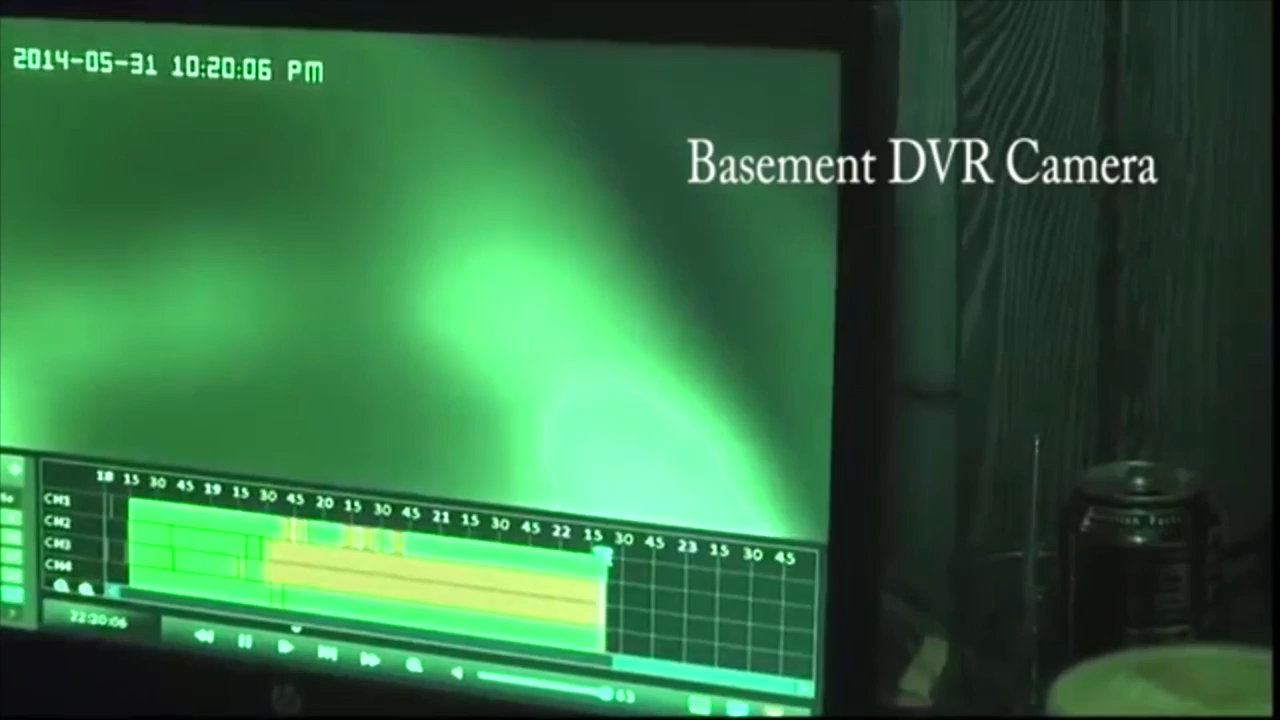 2014-05-31 10:20:06 PM
Basement DVR Camera
18 15 30 45 19 15 30 45 20 15 30 45 21 15 30 45 22 15 30 45 23 15 30 45
CH1
CH2
CH3
CH4
22:20:06
63